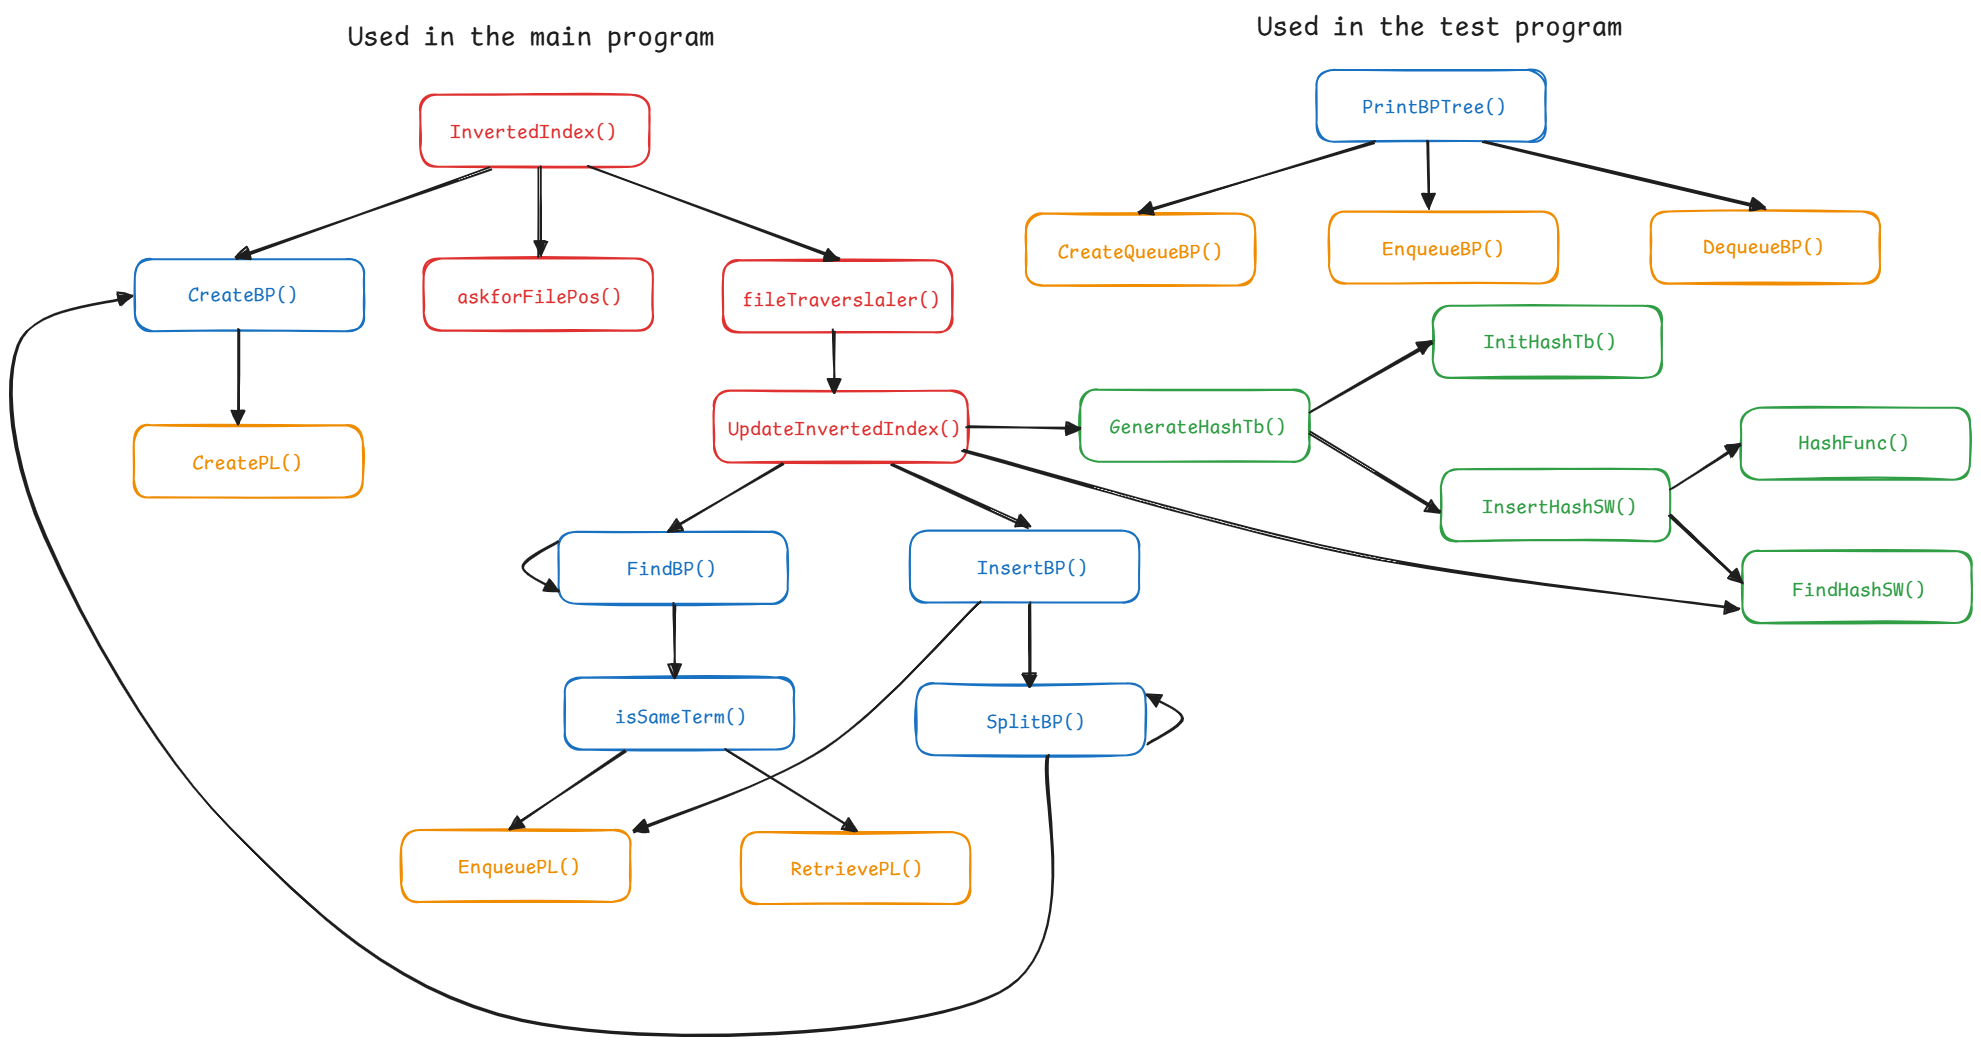 Used in the main program
Used in the test program
PrintBPTree()
InvertedIndex()
CreateQueueBP()
EnqueueBP()
DequeueBP()
CreateBP()
askforFilePos()
fileTraverslaler()
InitHashTb()
UpdateInvertedIndex()
GenerateHashTb()
HashFunc()
CreatePL()
InsertHashSW()
FindBP()
InsertBP()
FindHashSW()
isSameTerm()
SplitBP()
EnqueuePL()
RetrievePL()